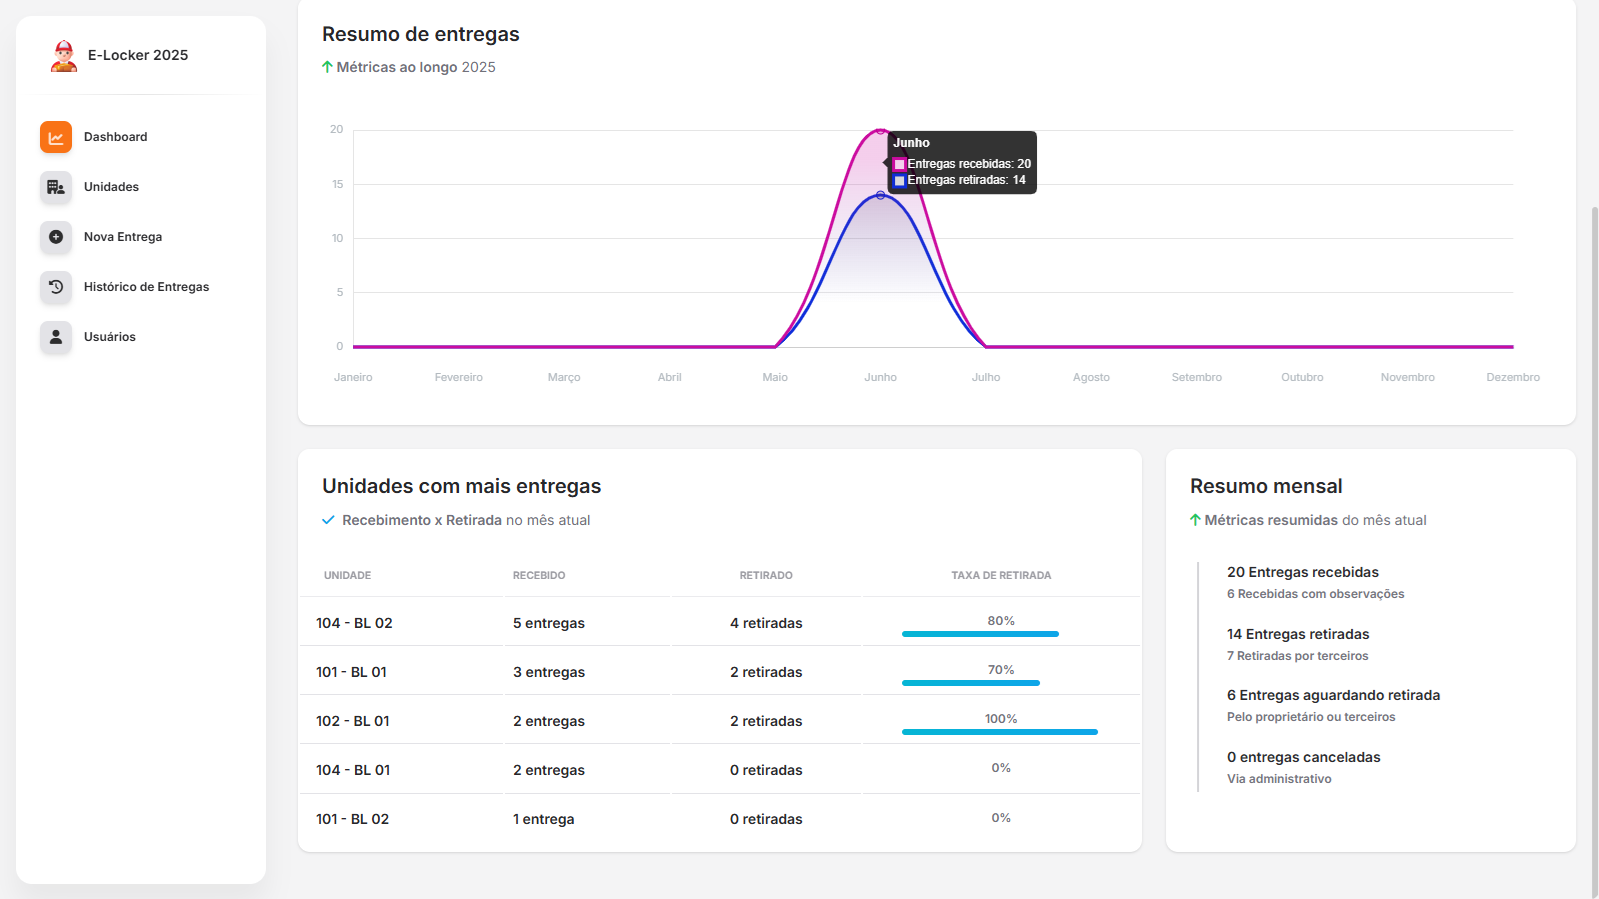 E-Locker 2025
Dashboard
Unidades
Nova Entrega
Histórico de Entregas
Usuários
Resumo de entregas
Métricas ao longo 2025
20
15
10
5
0
Junho
Entregas recebidas: 20
Entregas retiradas: 14
Janeiro Fevereiro Março Abril Maio Junho Julho Agosto Setembro Outubro Novembro Dezembro
Unidades com mais entregas
Recebimento x Retirada no mês atual
UNIDADE RECEBIDO RETIRADO TAXA DE RETIRADA
104 - BL 02 5 entregas 4 retiradas 80%
101 - BL 01 3 entregas 2 retiradas 70%
102 - BL 01 2 entregas 2 retiradas 100%
104 - BL 01 2 entregas 0 retiradas 0%
101 - BL 02 1 entrega 0 retiradas 0%
Resumo mensal
Métricas resumidas do mês atual
20 Entregas recebidas
6 Recebidas com observações
14 Entregas retiradas
7 Retiradas por terceiros
6 Entregas aguardando retirada
Pelo proprietário ou terceiros
0 entregas canceladas
Via administrativo